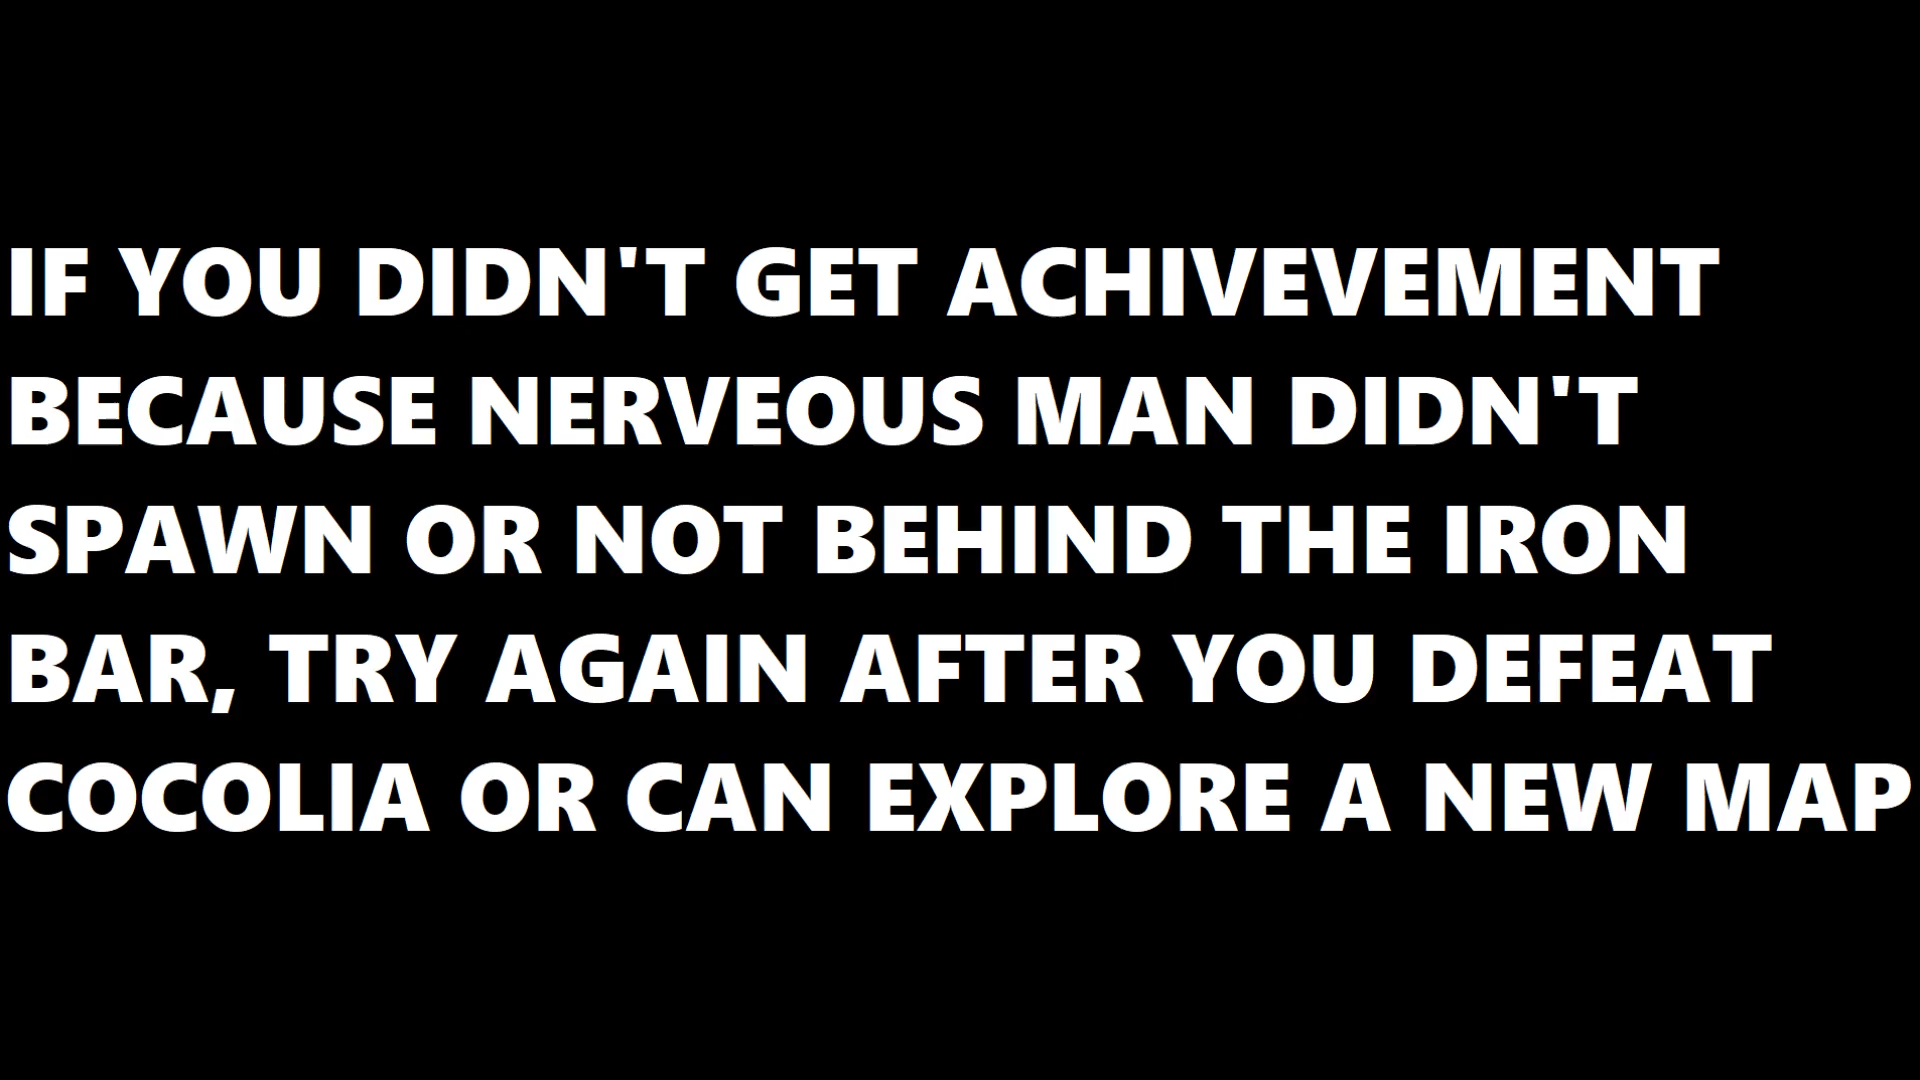 IF YOU DIDN'T GET ACHIVEVEMENT
BECAUSE NERVEOUS MAN DIDN'T
SPAWN OR NOT BEHIND THE IRON
BAR, TRY AGAIN AFTER YOU DEFEAT
COCOLIA OR CAN EXPLORE A NEW MAP